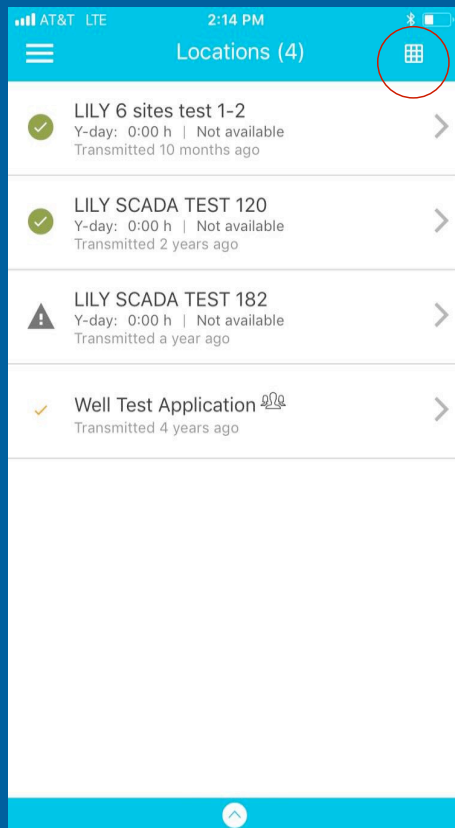 AT&T LTE 2:14 PM
Locations (4)
LILY 6 sites test 1-2
Y-day: 0:00 h | Not available
Transmitted 10 months ago
LILY SCADA TEST 120
Y-day: 0:00 h | Not available
Transmitted 2 years ago
LILY SCADA TEST 182
Y-day: 0:00 h | Not available
Transmitted a year ago
Well Test Application
Transmitted 4 years ago